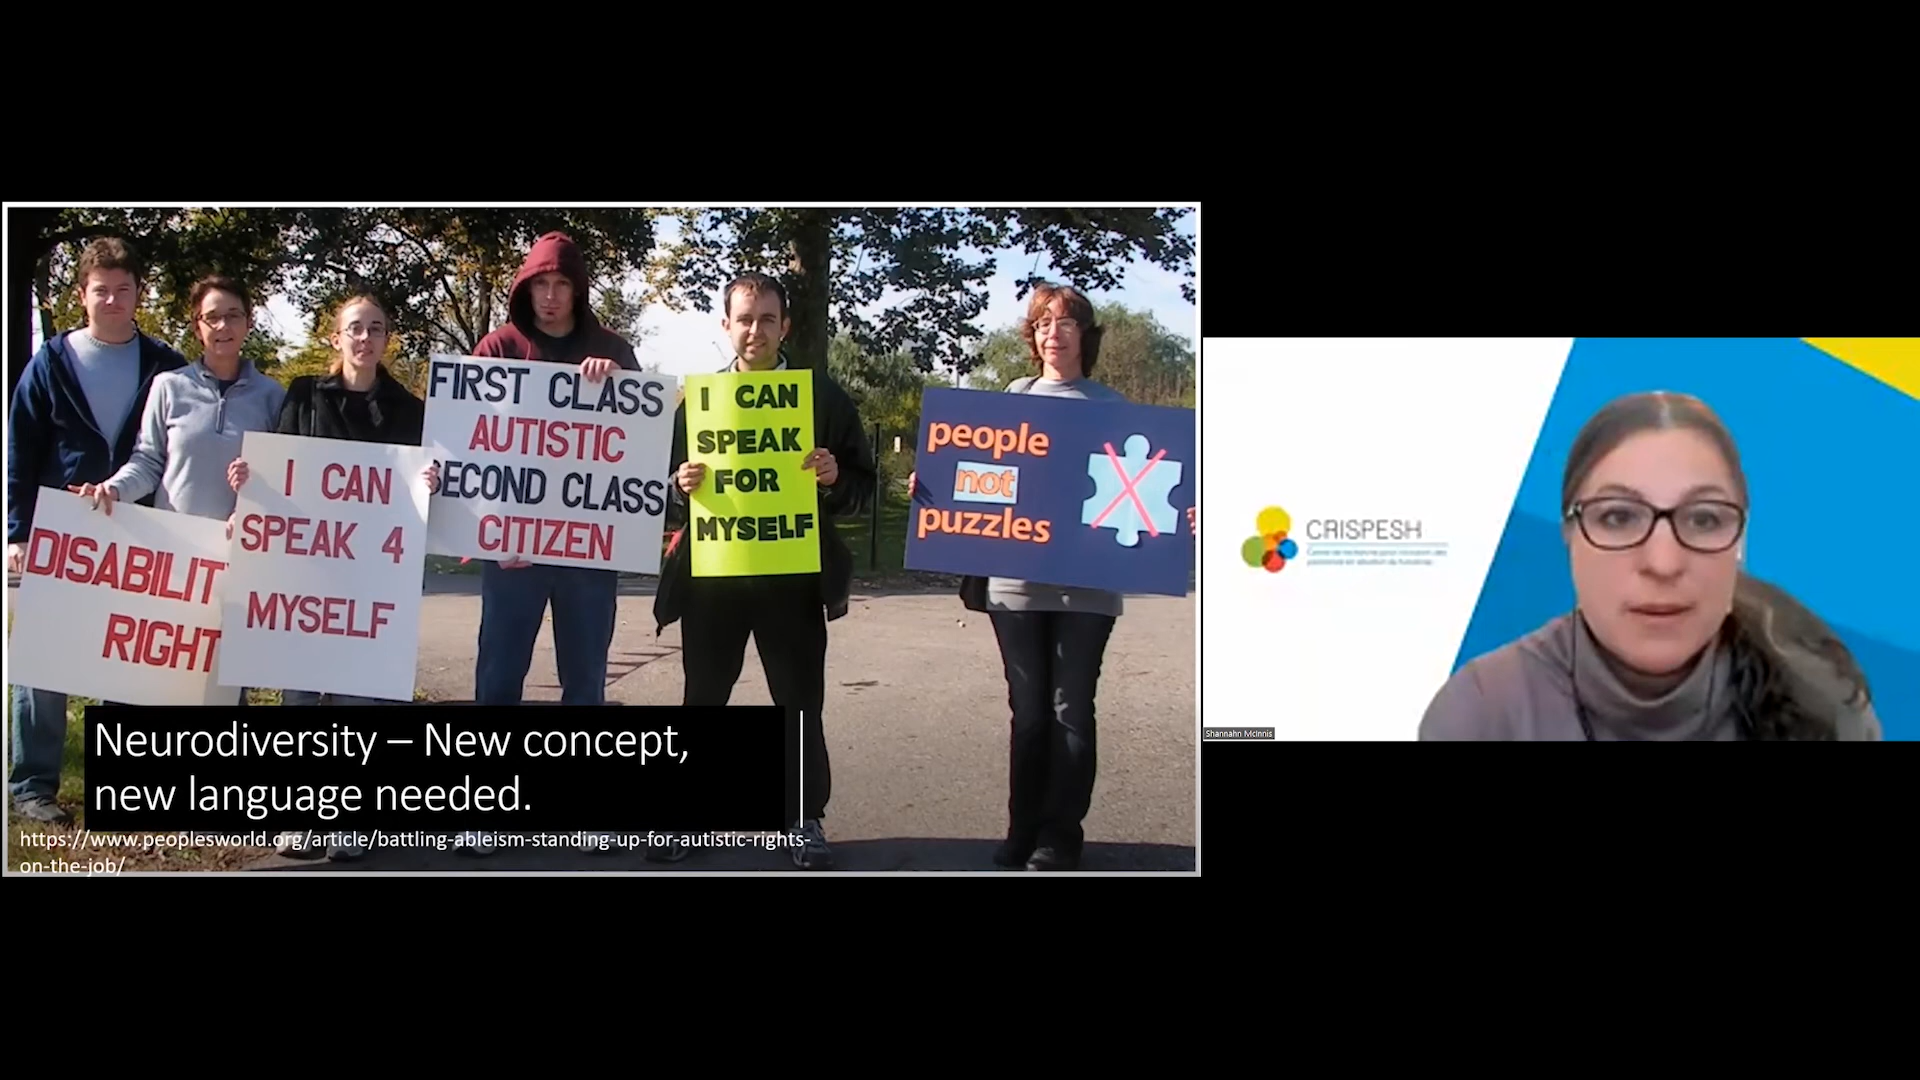 DISABILIT
RIGHT
I CAN
SPEAK 4
MYSELF
FIRST CLASS
AUTISTIC
SECOND CLASS
CITIZEN
I CAN
SPEAK
FOR
MYSELF
people
not
puzzles
Neurodiversity – New concept,
new language needed.
https://www.peoplesworld.org/article/battling-ableism-standing-up-for-autistic-rights-
on-the-job/
CRISPESH
Shannahn McInnis